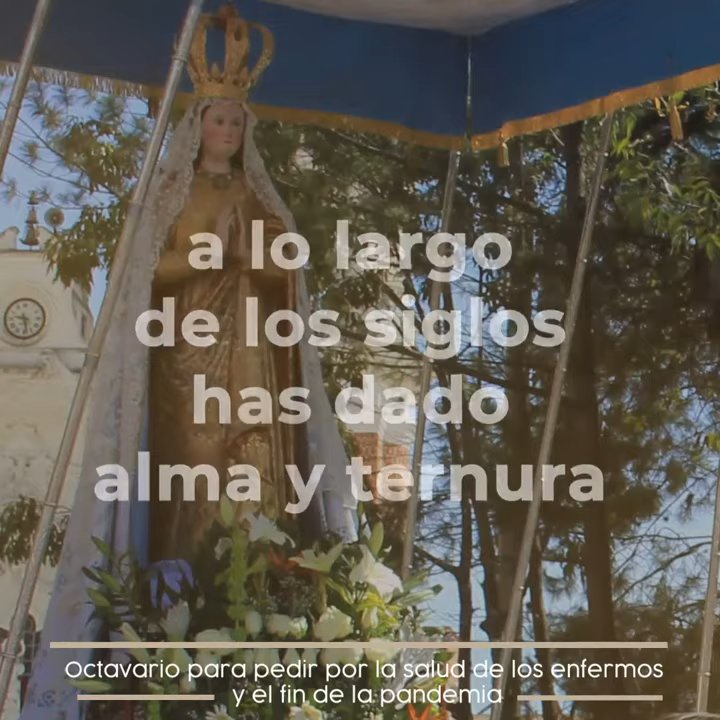 a lo largo
de los siglos
has dado
alma y ternura
Octavario para pedir por la salud de los enfermos
y el fin de la pandemia